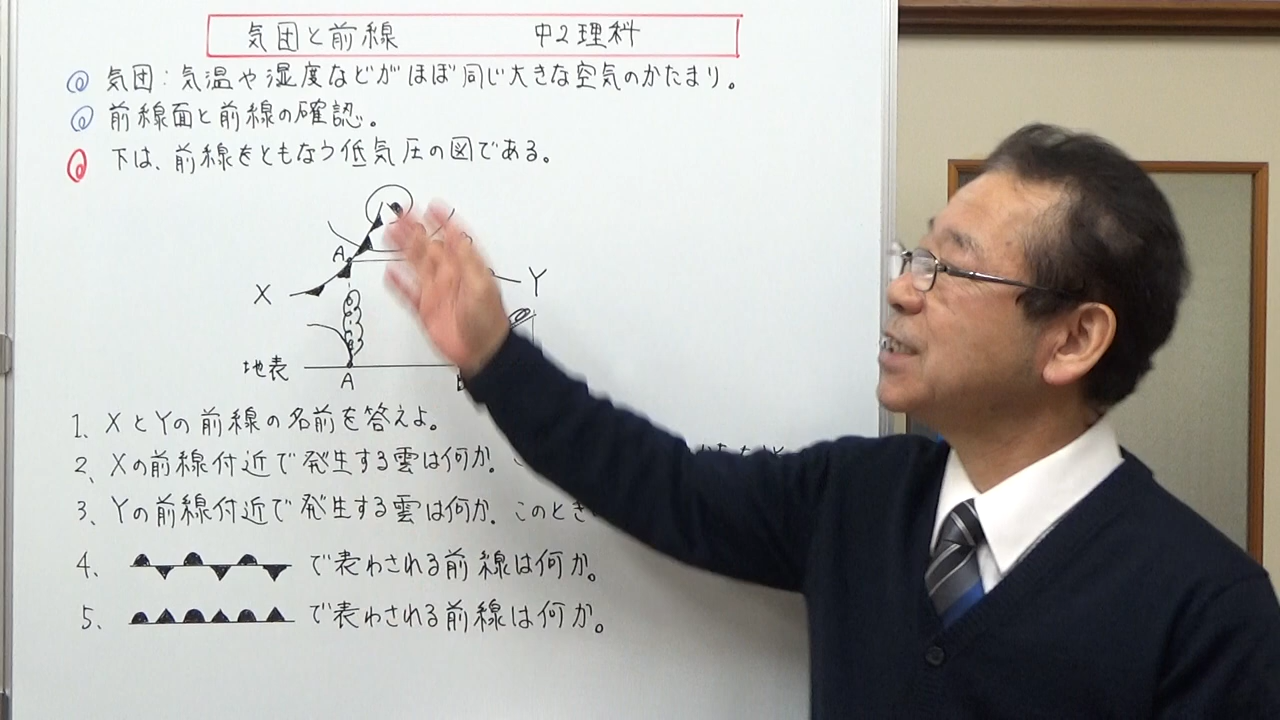 気団と前線 中2理科
◎ 気団：気温や湿度などがほぼ同じ大きな空気のかたまり。
◎ 前線面と前線の確認。
◎ 下は、前線をともなう低気圧の図である。
A
X Y
地表
A
1、XとYの前線の名前を答えよ。
2、Xの前線付近で発生する雲は何か。
3、Yの前線付近で発生する雲は何か。このとき
4、 で表わされる前線は何か。
5、 で表わされる前線は何か。